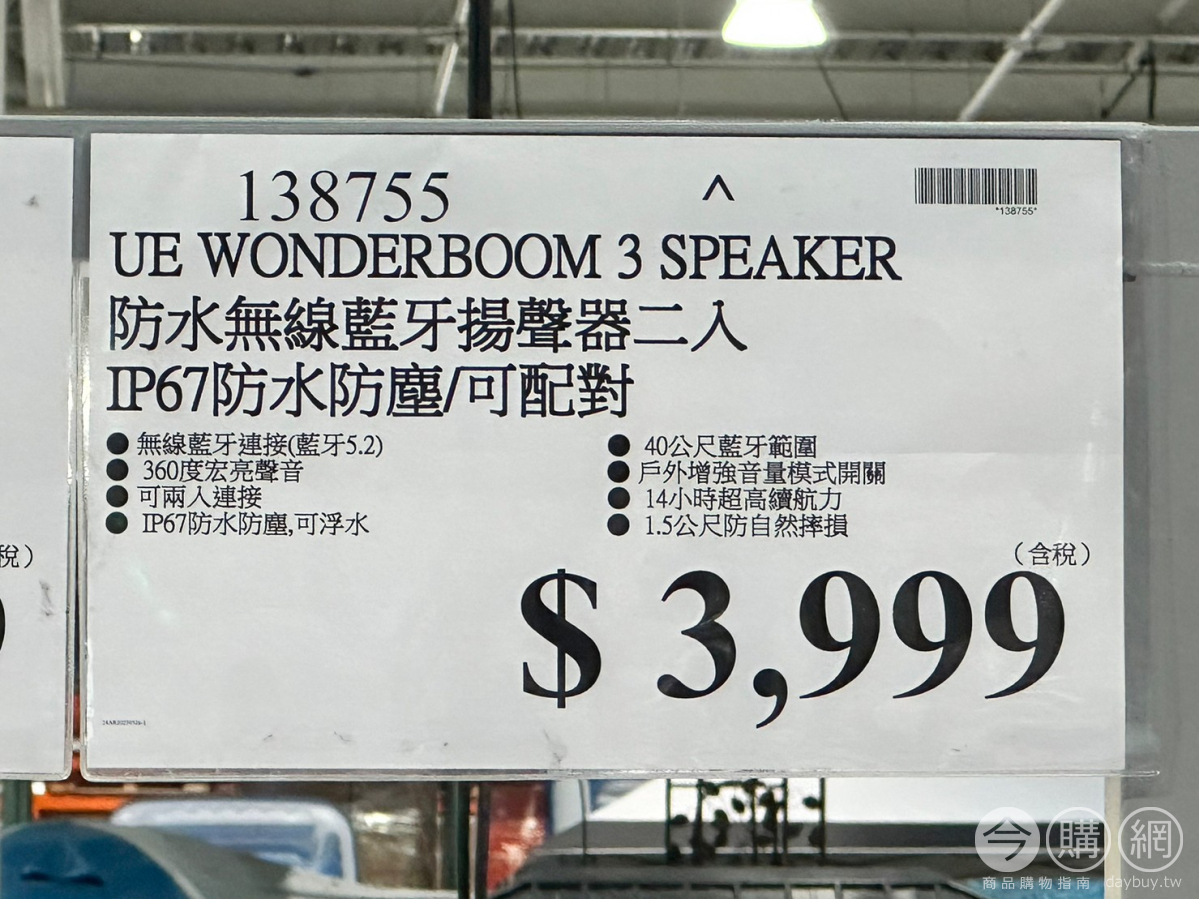 138755
^
*138755*
UE WONDERBOOM 3 SPEAKER
防水無線藍牙揚聲器二入
IP67防水防塵/可配對
● 無線藍牙連接(藍牙5.2)
● 360度宏亮聲音
● 可兩入連接
● IP67防水防塵,可浮水
● 40公尺藍牙範圍
● 戶外增強音量模式開關
● 14小時超高續航力
● 1.5公尺防自然摔損
(含稅)
$ 3,999
稅)
今購網
商品購物指南 daybuy.tw